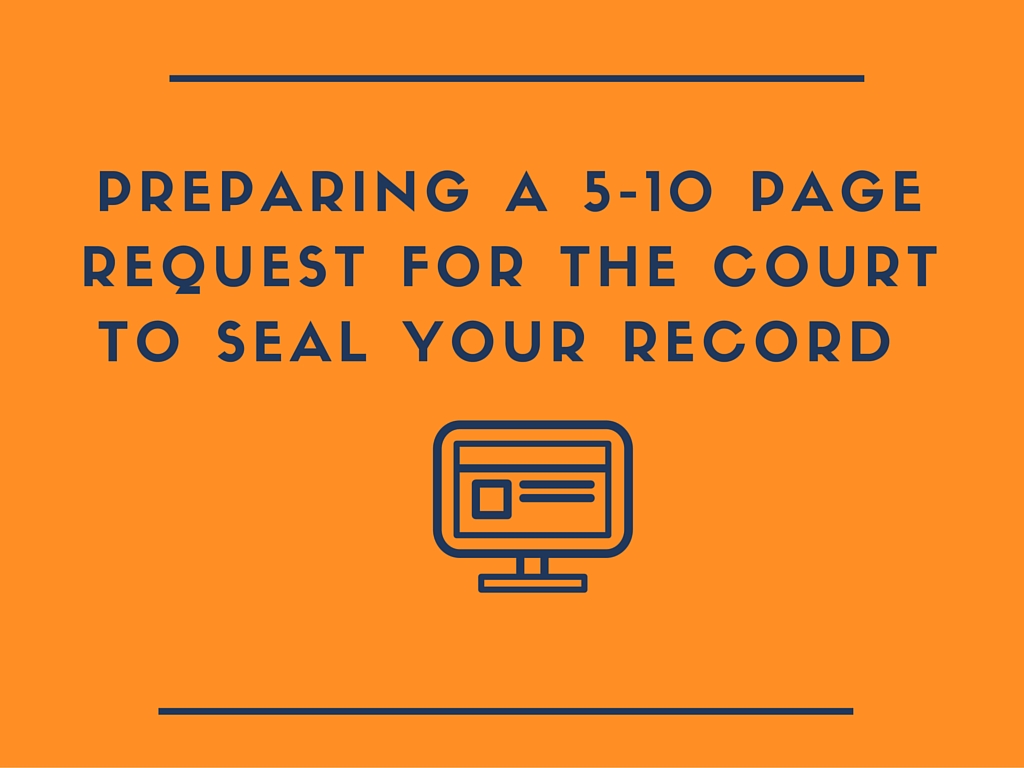 PREPARING A 5-10 PAGE
REQUEST FOR THE COURT
TO SEAL YOUR RECORD